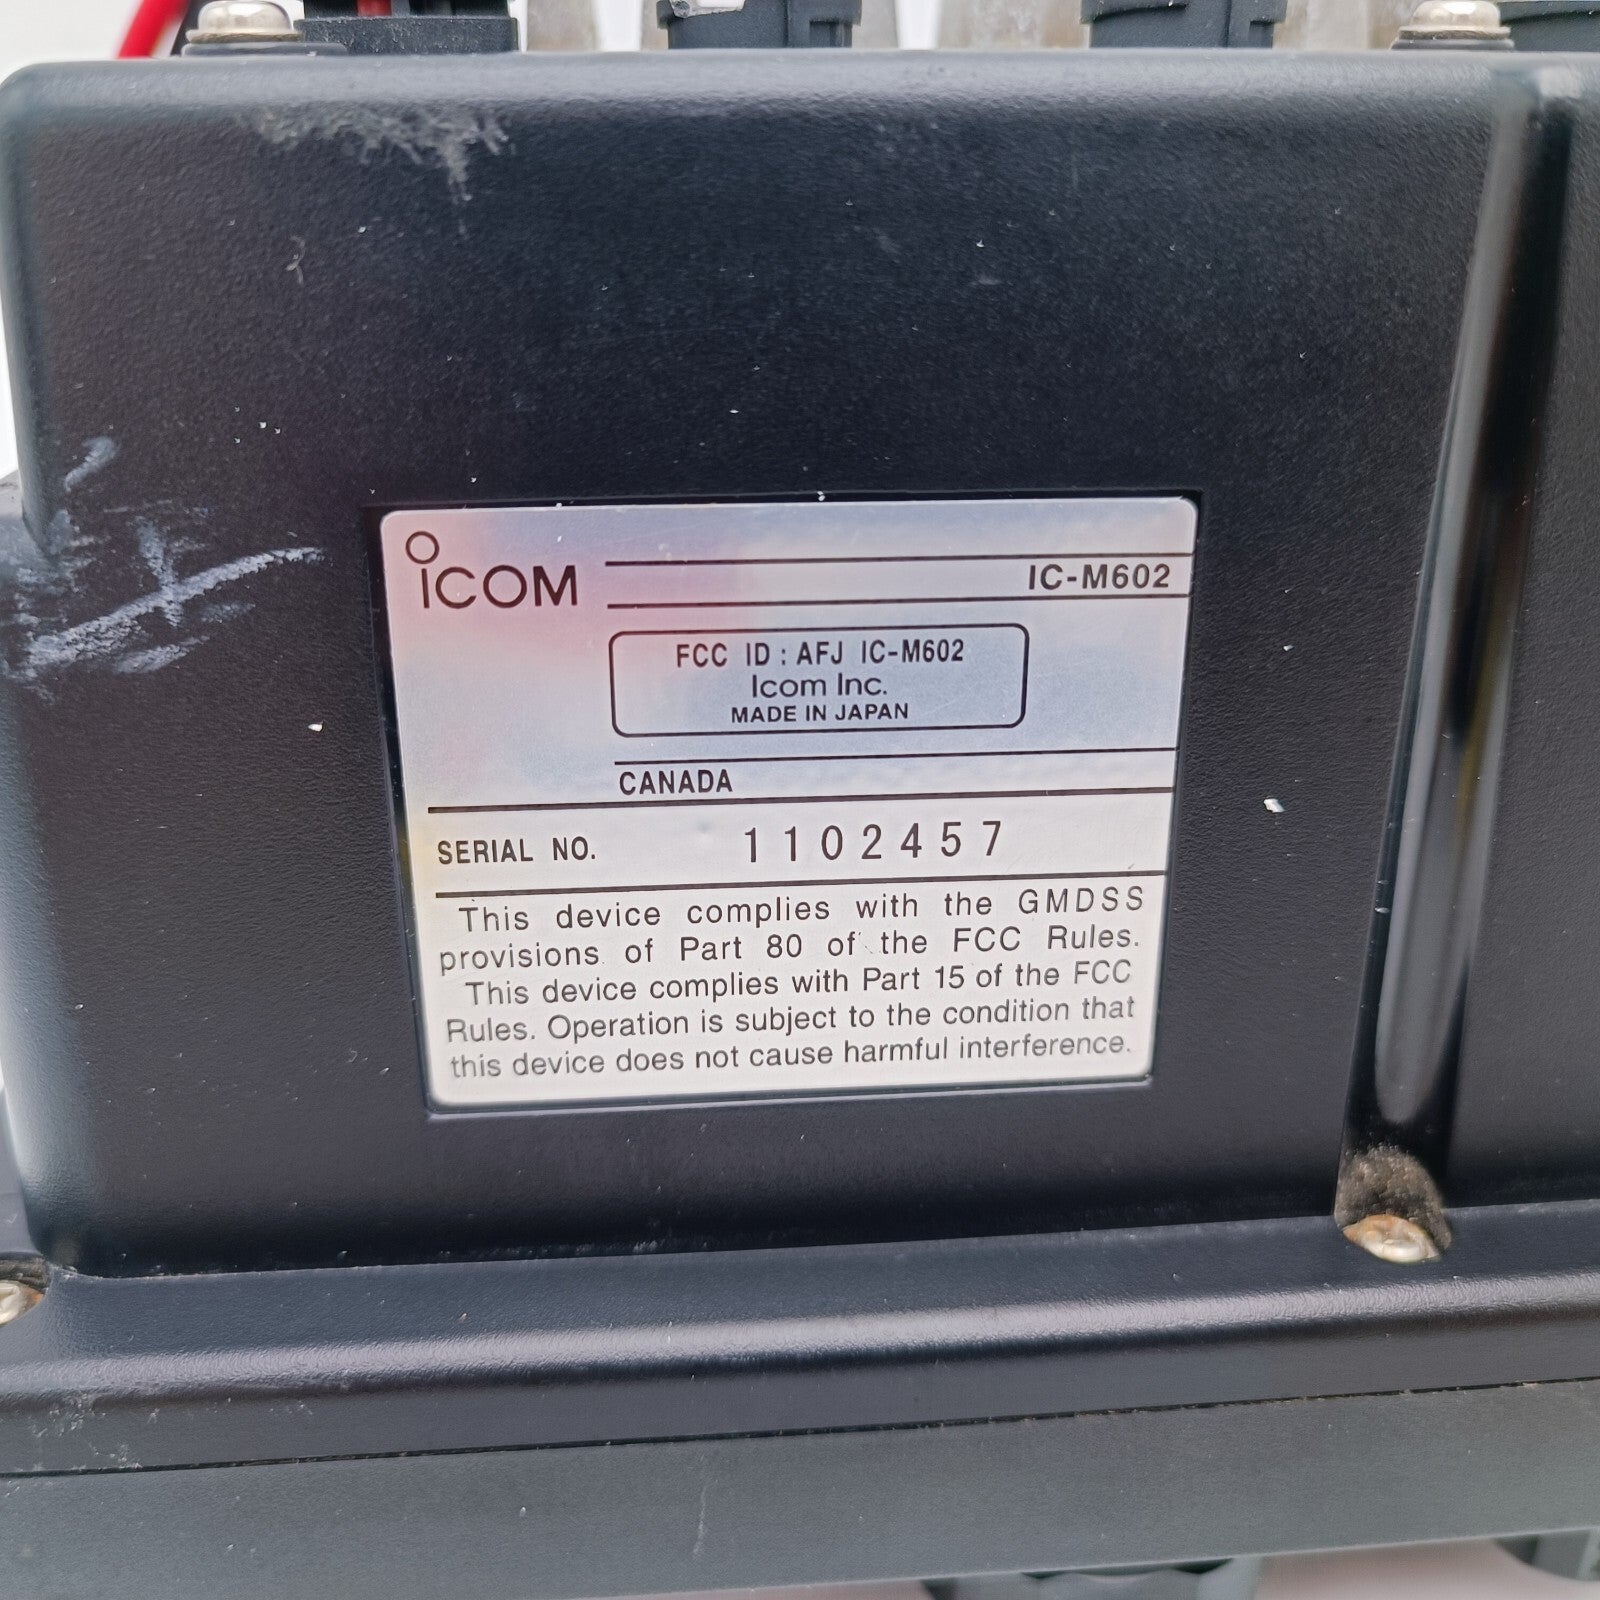 ICOM
IC-M602
FCC ID : AFJ IC-M602
Icom Inc.
MADE IN JAPAN
CANADA
SERIAL NO. 1102457
This device complies with the GMDSS
provisions of Part 80 of the FCC Rules.
This device complies with Part 15 of the FCC
Rules. Operation is subject to the condition that
this device does not cause harmful interference.